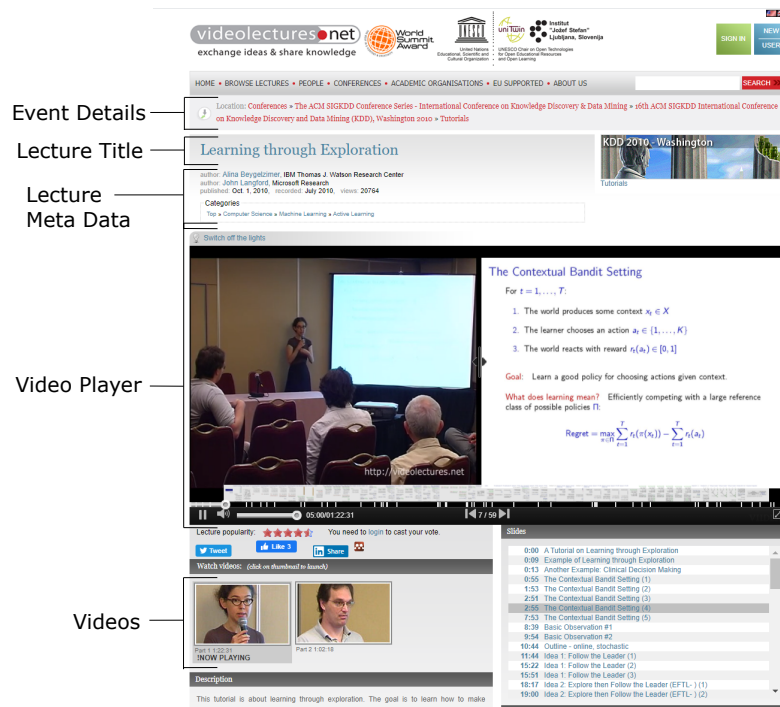 videolectures.net
exchange ideas & share knowledge
World
Summit
Award
United Nations
Educational, Scientific and
Cultural Organization
uniTwin
UNESCO Chair on Open Technologies
for Open Educational Resources
and Open Learning
Institut
"Jožef Stefan"
Ljubljana, Slovenija
SIGN IN
NEW
USER
HOME • BROWSE LECTURES • PEOPLE • CONFERENCES • ACADEMIC ORGANISATIONS • EU SUPPORTED • ABOUT US
SEARCH
Event Details
Location: Conferences » The ACM SIGKDD Conference Series - International Conference on Knowledge Discovery & Data Mining » 16th ACM SIGKDD International Conference
on Knowledge Discovery and Data Mining (KDD), Washington 2010 » Tutorials
Lecture Title
Learning through Exploration
KDD 2010 - Washington
Tutorials
Lecture
Meta Data
author: Alina Beygelzimer, IBM Thomas J. Watson Research Center
author: John Langford, Microsoft Research
published: Oct. 1, 2010, recorded: July 2010, views: 20764
Categories
Top » Computer Science » Machine Learning » Active Learning
Switch off the lights
Video Player
The Contextual Bandit Setting
For t = 1, . . . , T:
1. The world produces some context xₜ ∈ X
2. The learner chooses an action aₜ ∈ {1, . . . , K}
3. The world reacts with reward rₜ(aₜ) ∈ [0, 1]
Goal: Learn a good policy for choosing actions given context.
What does learning mean? Efficiently competing with a large reference
class of possible policies Π:
Regret = max π∈Π ∑ t=1 T rₜ(π(xₜ)) − ∑ t=1 T rₜ(aₜ)
http://videolectures.net
05:00/01:22:31
7 / 59
Lecture popularity:
You need to login to cast your vote.
Tweet
Like 3
in Share
Watch videos: (click on thumbnail to launch)
Videos
Part 1 1:22:31
!NOW PLAYING
Part 2 1:02:18
Description
This tutorial is about learning through exploration. The goal is to learn how to make
Slides
0:00 A Tutorial on Learning through Exploration
0:09 Example of Learning through Exploration
0:13 Another Example: Clinical Decision Making
0:55 The Contextual Bandit Setting (1)
1:53 The Contextual Bandit Setting (2)
2:51 The Contextual Bandit Setting (3)
2:55 The Contextual Bandit Setting (4)
7:53 The Contextual Bandit Setting (5)
8:39 Basic Observation #1
9:54 Basic Observation #2
10:44 Outline - online, stochastic
11:44 Idea 1: Follow the Leader (1)
15:22 Idea 1: Follow the Leader (2)
15:51 Idea 1: Follow the Leader (3)
18:17 Idea 2: Explore then Follow the Leader (EFTL- ) (1)
19:00 Idea 2: Explore then Follow the Leader (EFTL- ) (2)